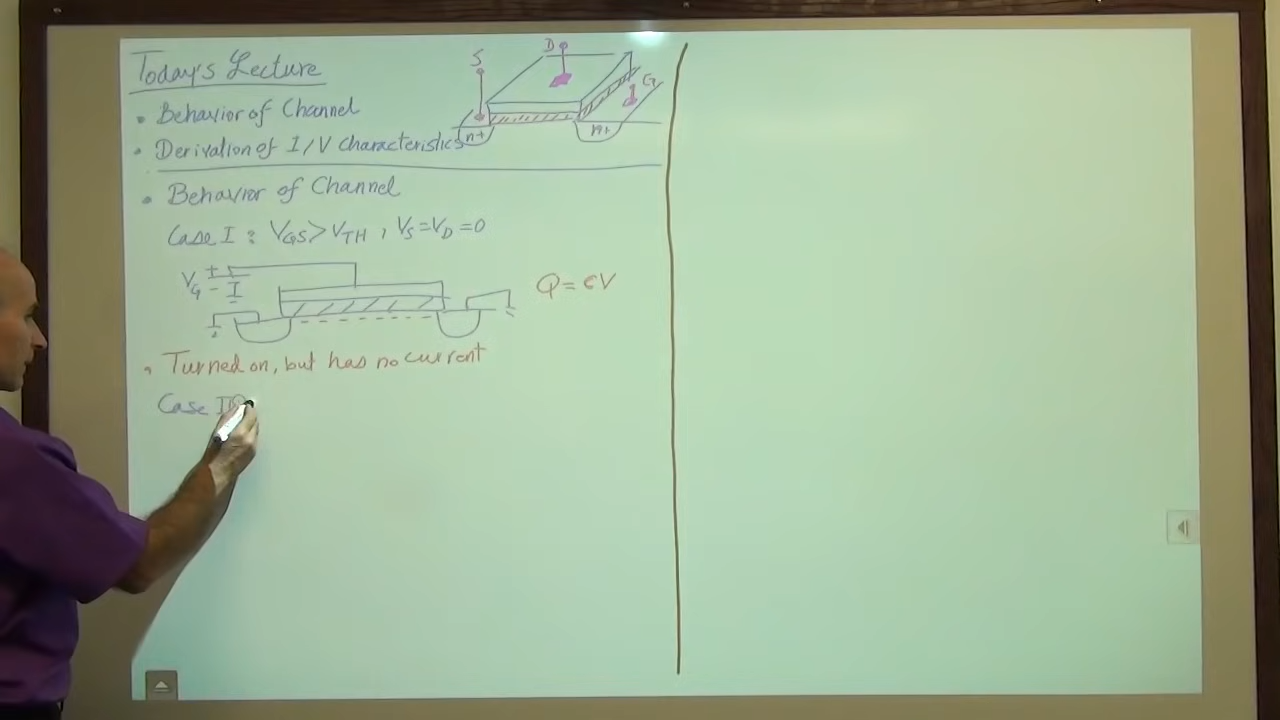 Today's Lecture
S
D
G
• Behavior of Channel
n+
n+
• Derivation of I/V Characteristics
• Behavior of Channel
Case I : VGS > VTH , VS = VD = 0
VG + -
Q = CV
• Turned on, but has no current
Case II